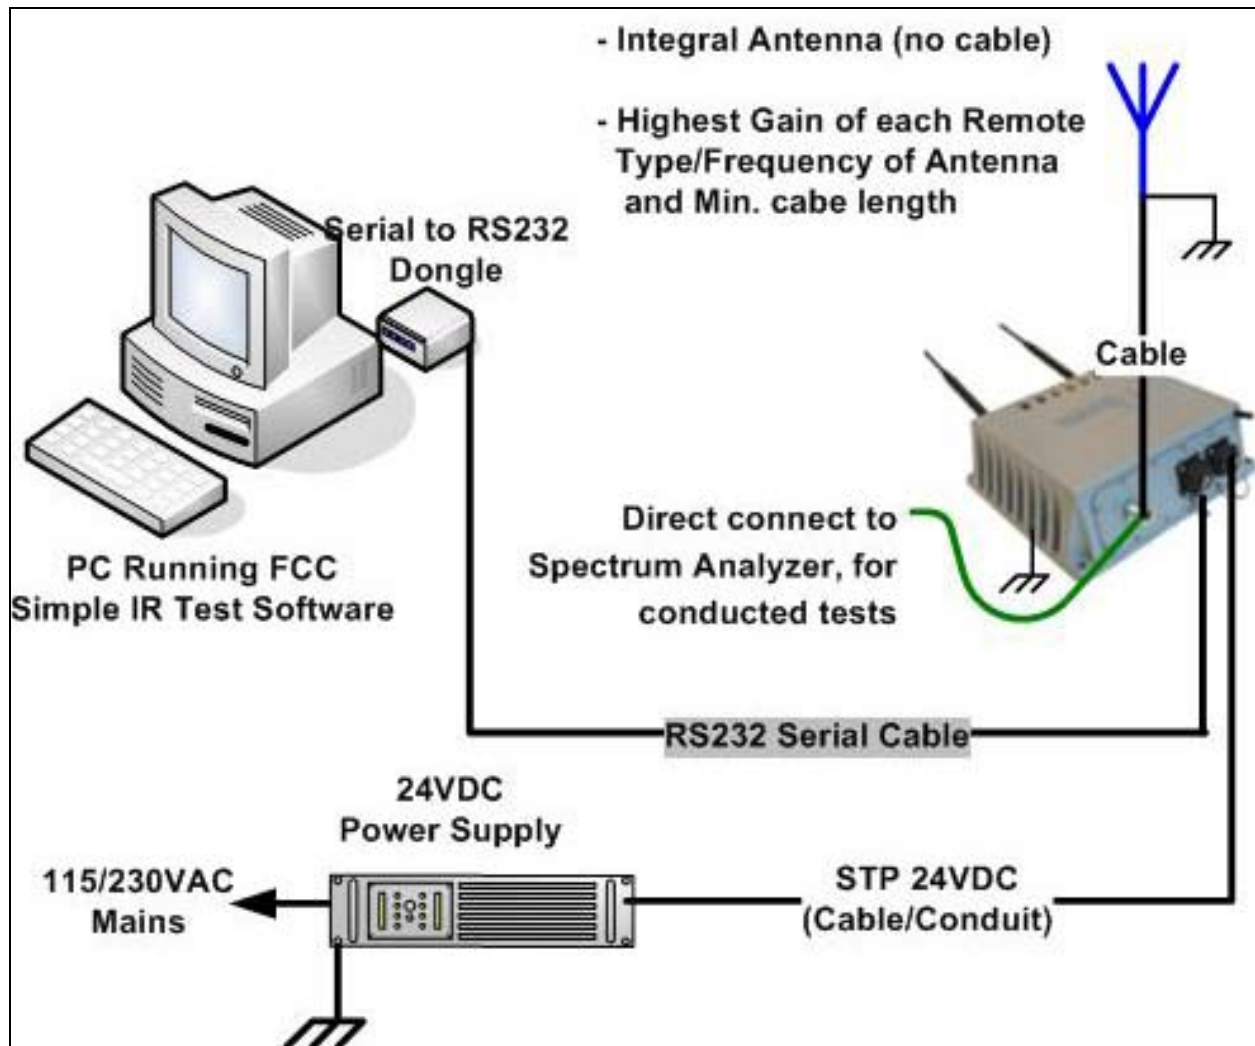 - Integral Antenna (no cable)
- Highest Gain of each Remote
Type/Frequency of Antenna
and Min. cabe length
Serial to RS232
Dongle
Cable
PC Running FCC
Simple IR Test Software
Direct connect to
Spectrum Analyzer, for
conducted tests
RS232 Serial Cable
24VDC
Power Supply
115/230VAC
Mains
STP 24VDC
(Cable/Conduit)